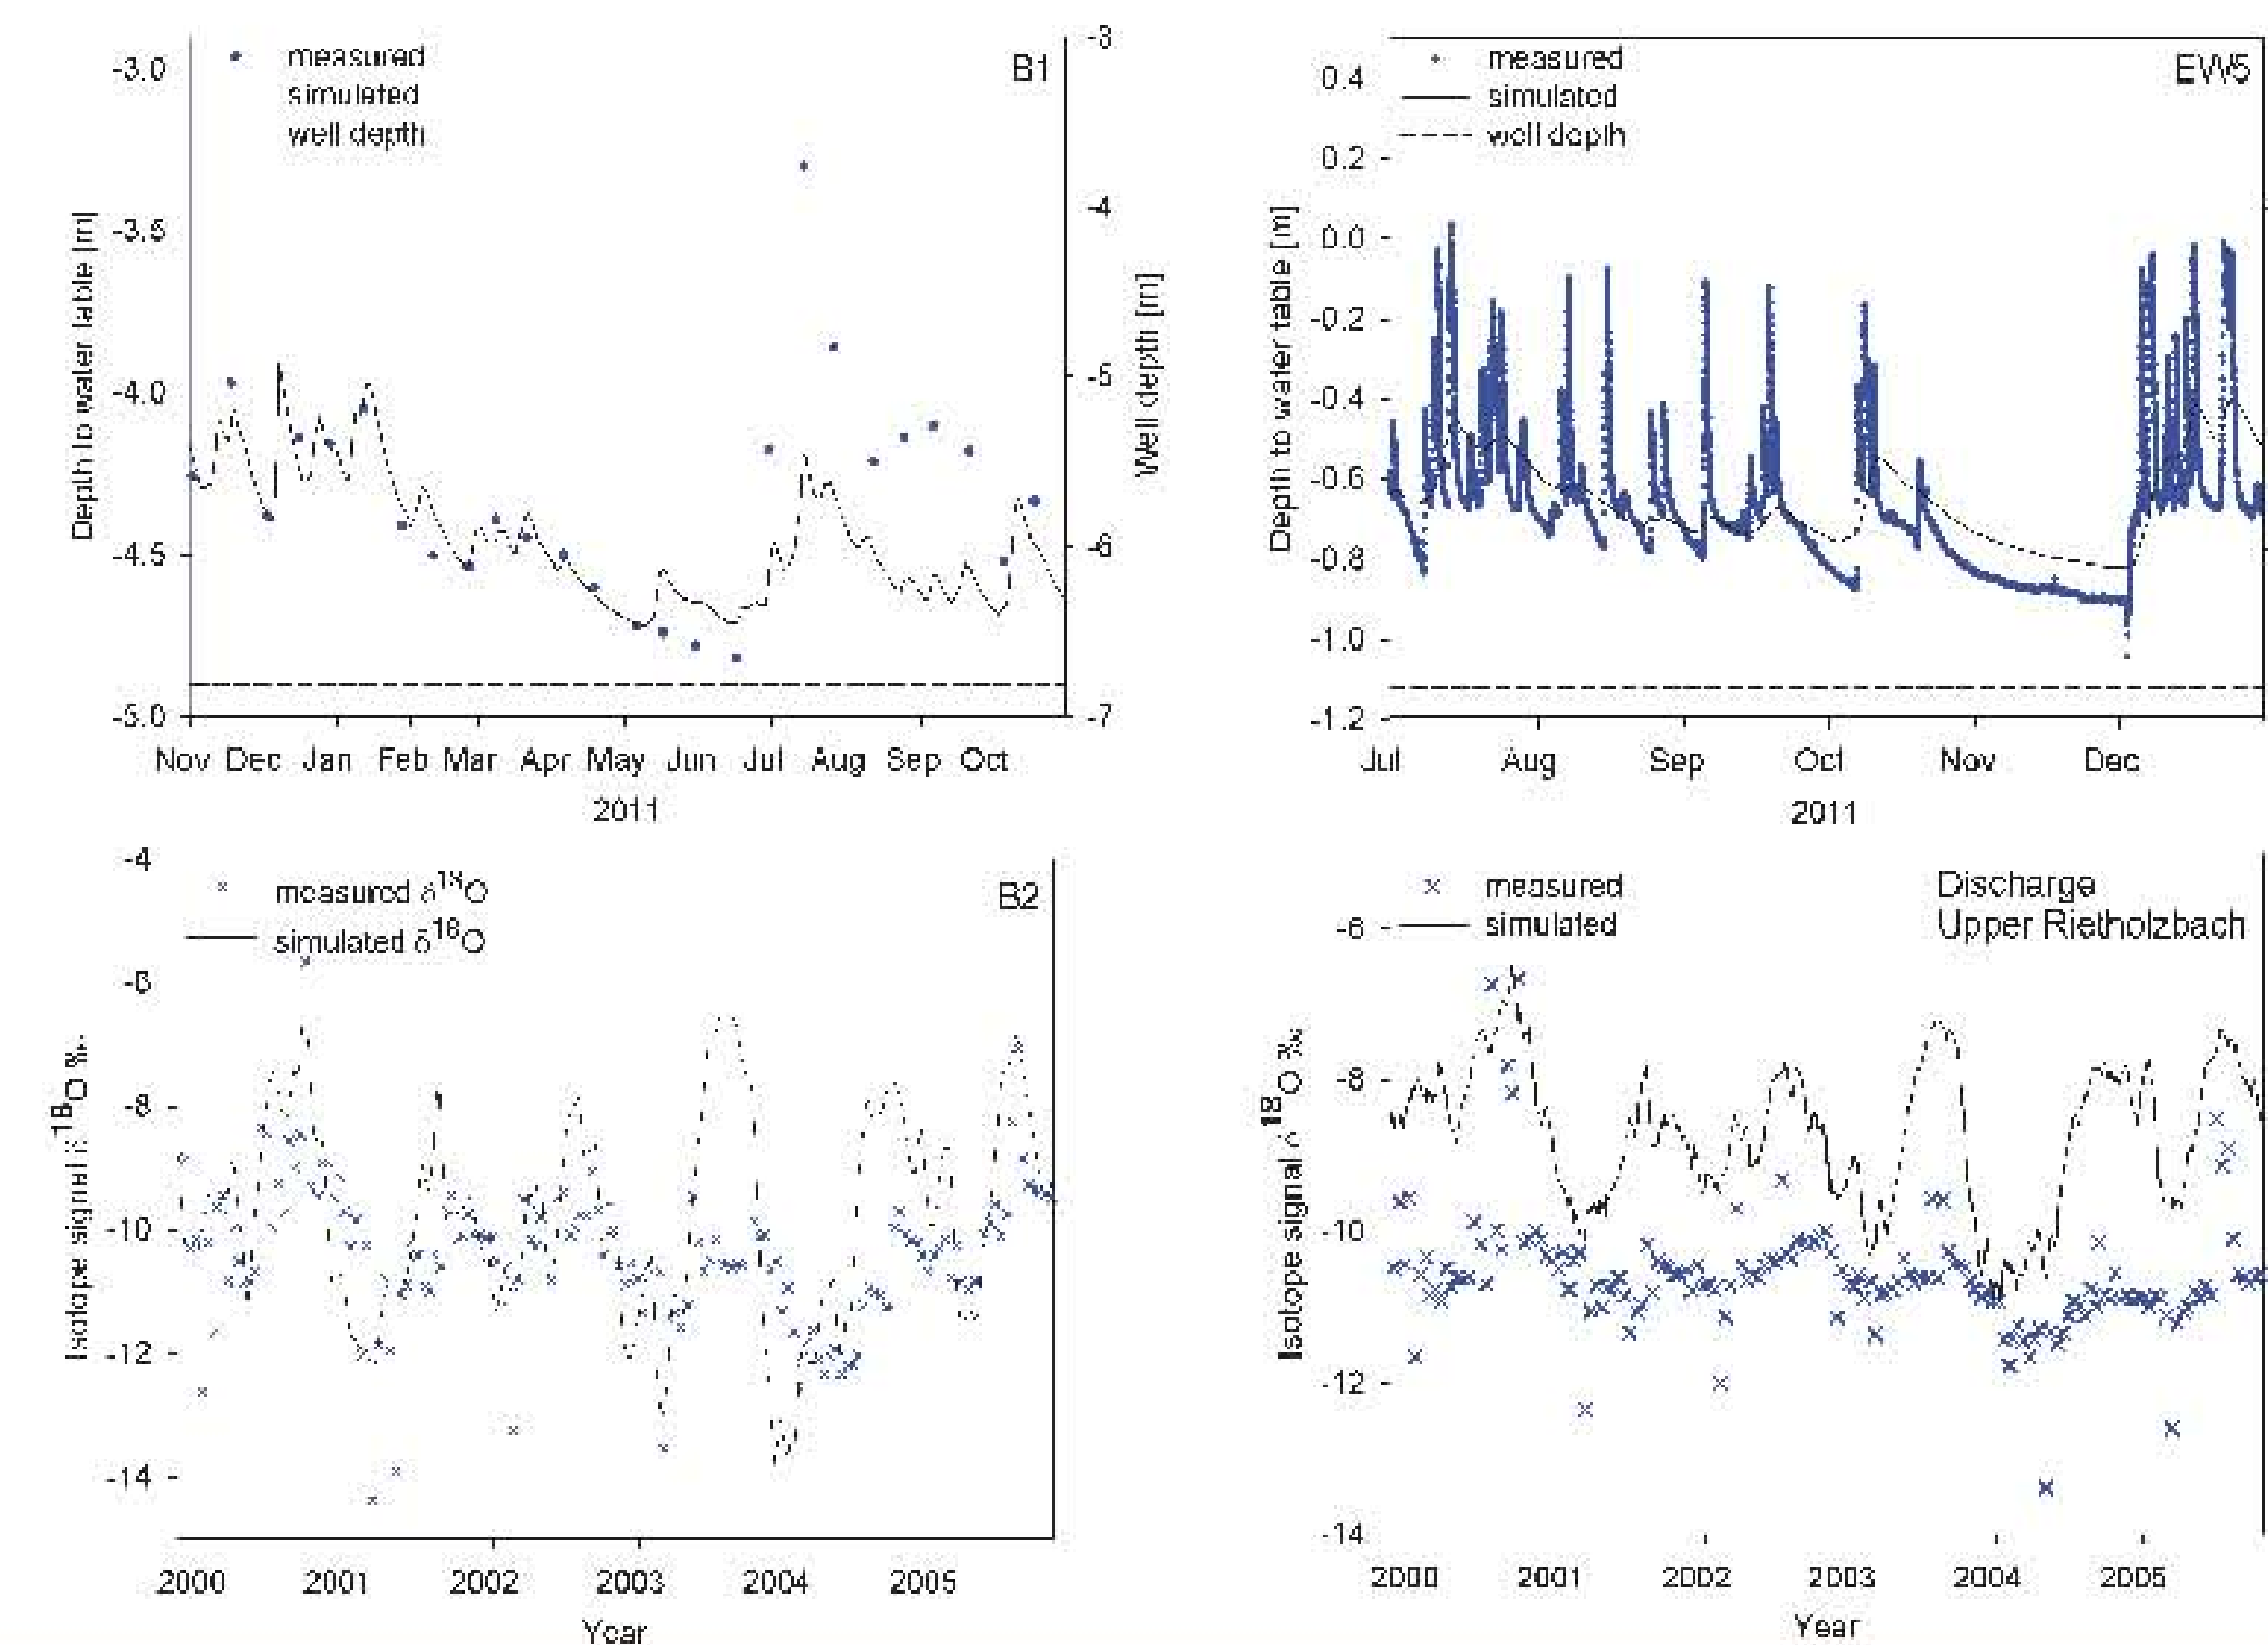 measured
simulated
well depth
B1
-3.0
-3.5
-4.0
-4.5
-5.0
Depth to water table [m]
-3
-4
-5
-6
-7
Well depth [m]
Nov Dec Jan Feb Mar Apr May Jun Jul Aug Sep Oct
2011
measured
simulated
well depth
EW5
0.4
0.2
0.0
-0.2
-0.4
-0.6
-0.8
-1.0
-1.2
Depth to water table [m]
Jul Aug Sep Oct Nov Dec
2011
measured δ18O
simulated δ18O
B2
-4
-6
-8
-10
-12
-14
Isotope signal δ18O ‰
2000 2001 2002 2003 2004 2005
Year
measured
simulated
Discharge
Upper Rietholzbach
-6
-8
-10
-12
-14
Isotope signal δ18O ‰
2000 2001 2002 2003 2004 2005
Year